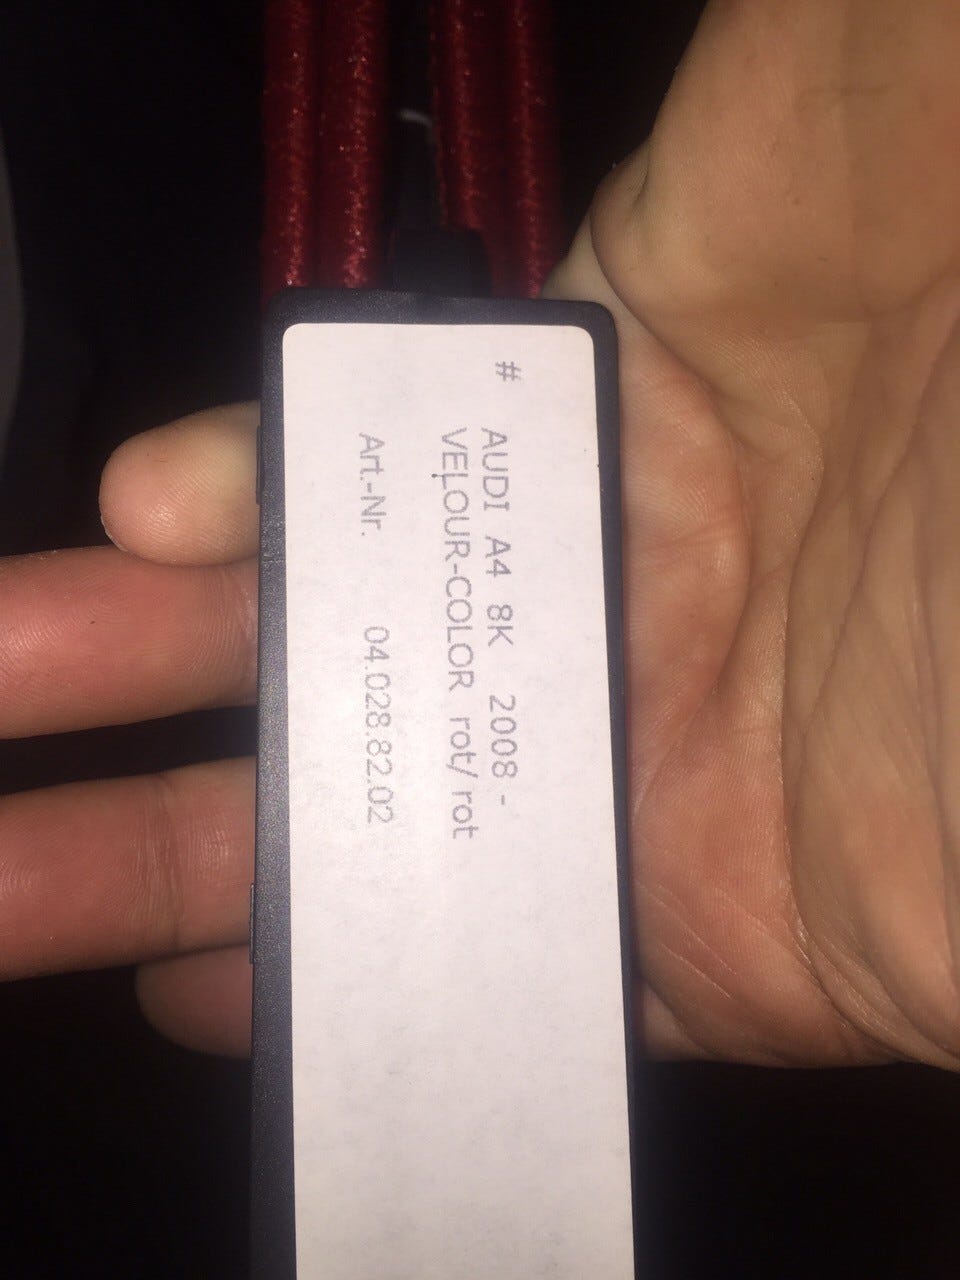 # AUDI A4 8K 2008 -
VELOUR-COLOR rot/ rot
Art.-Nr. 04.028.82.02